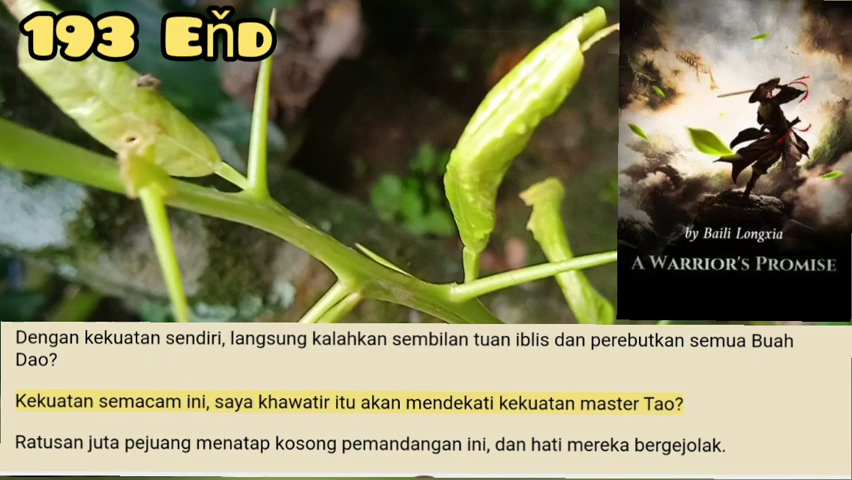 193 Eňd
by Baili Longxia
A Warrior's Promise
Dengan kekuatan sendiri, langsung kalahkan sembilan tuan iblis dan perebutkan semua Buah
Dao?
Kekuatan semacam ini, saya khawatir itu akan mendekati kekuatan master Tao?
Ratusan juta pejuang menatap kosong pemandangan ini, dan hati mereka bergejolak.